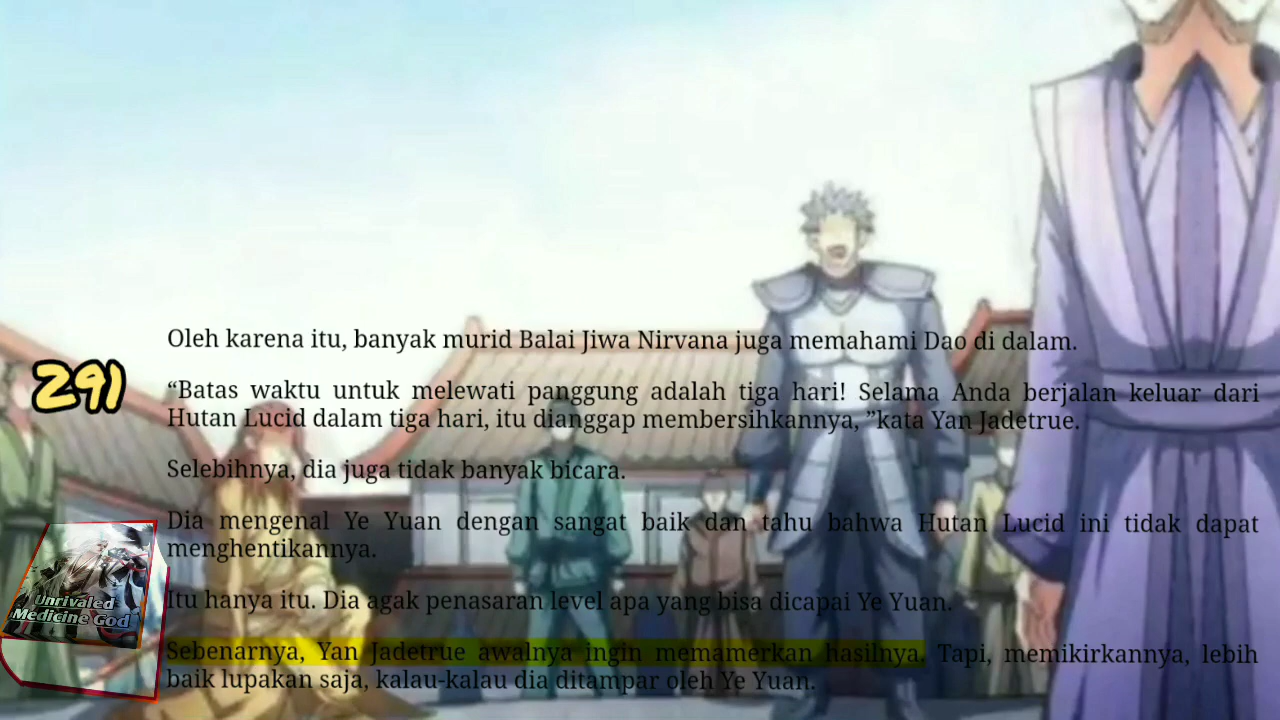 Oleh karena itu, banyak murid Balai Jiwa Nirvana juga memahami Dao di dalam.
291
“Batas waktu untuk melewati panggung adalah tiga hari! Selama Anda berjalan keluar dari
Hutan Lucid dalam tiga hari, itu dianggap membersihkannya, ”kata Yan Jadetrue.
Selebihnya, dia juga tidak banyak bicara.
Dia mengenal Ye Yuan dengan sangat baik dan tahu bahwa Hutan Lucid ini tidak dapat
menghentikannya.
Itu hanya itu. Dia agak penasaran level apa yang bisa dicapai Ye Yuan.
Unrivaled
Medicine God
Sebenarnya, Yan Jadetrue awalnya ingin memamerkan hasilnya. Tapi, memikirkannya, lebih
baik lupakan saja, kalau-kalau dia ditampar oleh Ye Yuan.